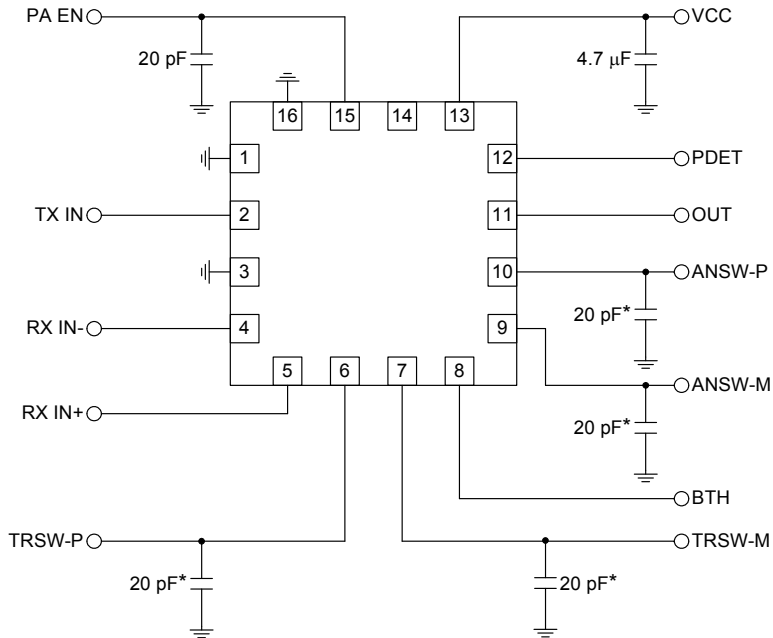 PA EN
VCC
20 pF
4.7 µF
16
15
14
13
1
12
PDET
TX IN
2
11
OUT
3
10
ANSW-P
20 pF*
RX IN-
4
9
5
6
7
8
ANSW-M
RX IN+
20 pF*
BTH
TRSW-P
TRSW-M
20 pF*
20 pF*